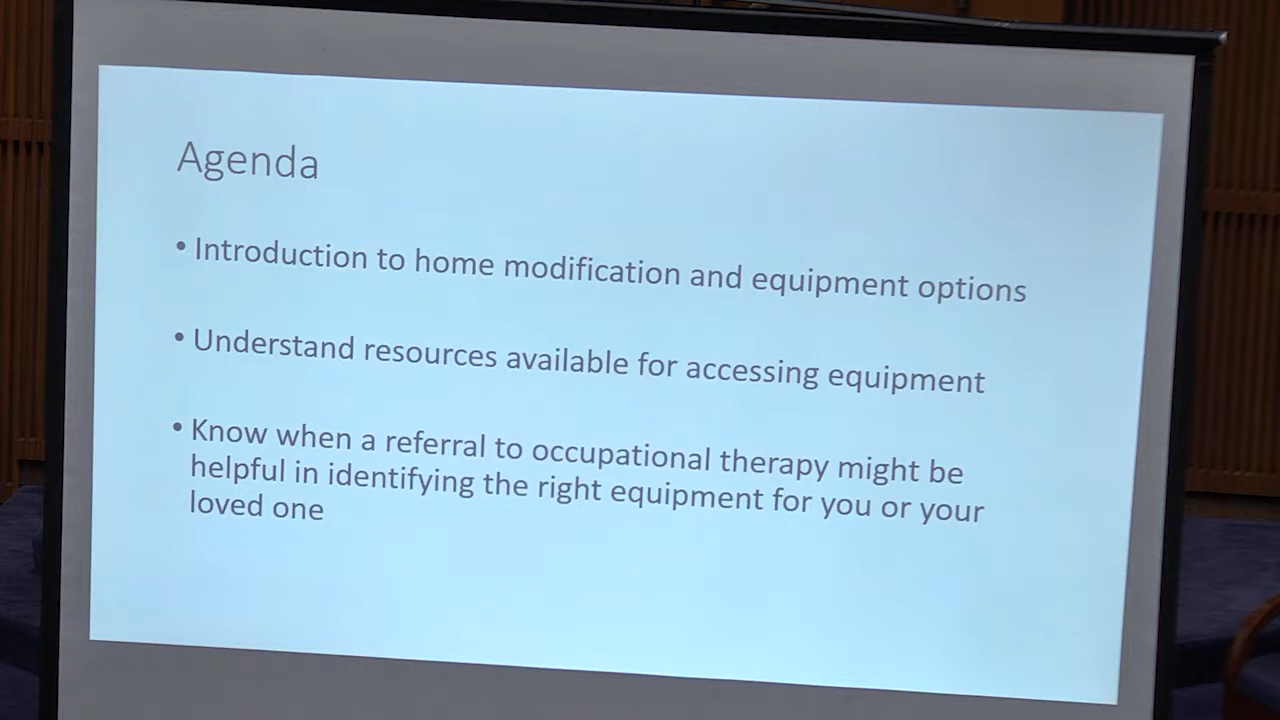 Agenda
• Introduction to home modification and equipment options
• Understand resources available for accessing equipment
• Know when a referral to occupational therapy might be
helpful in identifying the right equipment for you or your
loved one